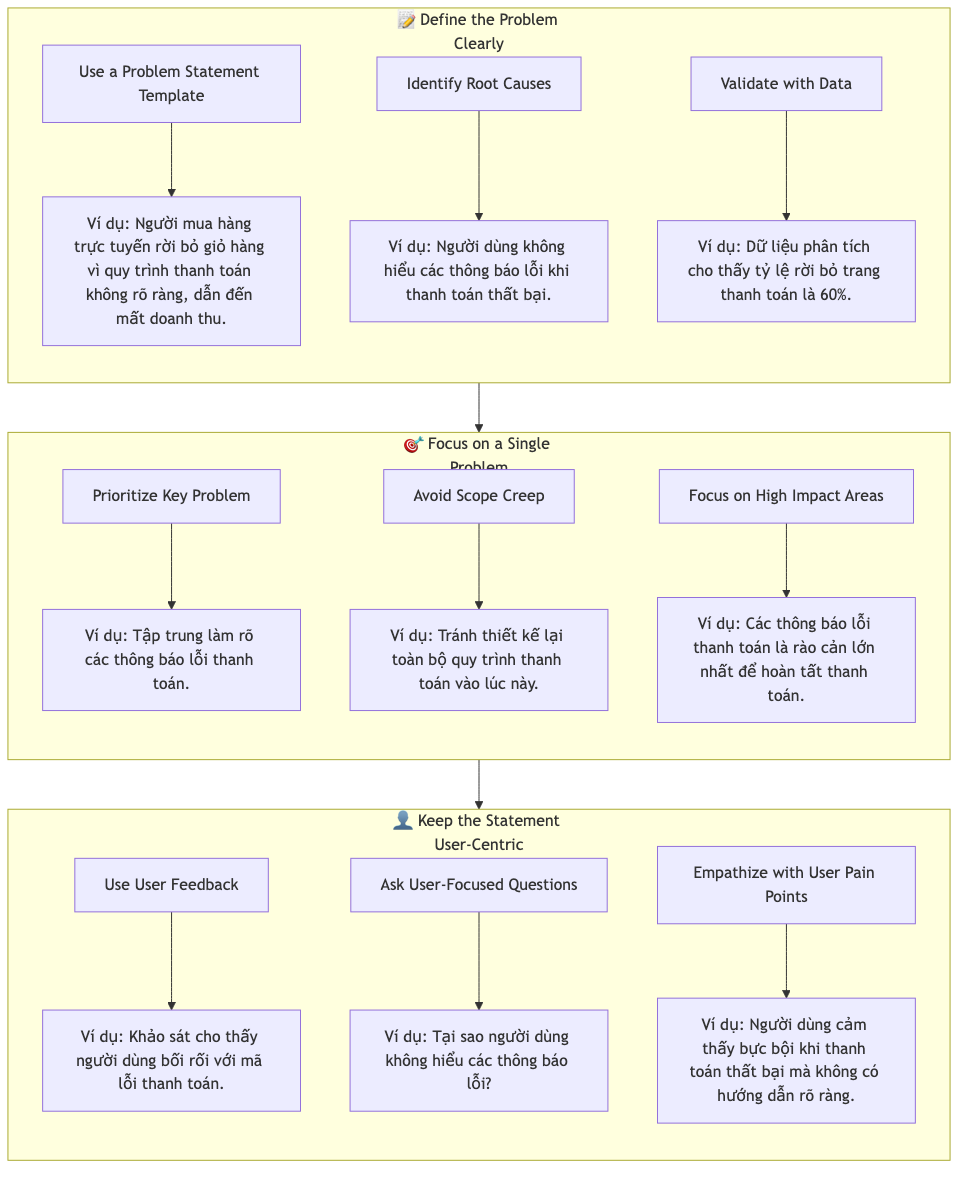 📝 Define the Problem
Clearly
Use a Problem Statement
Template
Identify Root Causes
Validate with Data
Ví dụ: Người mua hàng
trực tuyến rời bỏ giỏ hàng
vì quy trình thanh toán
không rõ ràng, dẫn đến
mất doanh thu.
Ví dụ: Người dùng không
hiểu các thông báo lỗi khi
thanh toán thất bại.
Ví dụ: Dữ liệu phân tích
cho thấy tỷ lệ rời bỏ trang
thanh toán là 60%.
🎯 Focus on a Single
Problem
Prioritize Key Problem
Avoid Scope Creep
Focus on High Impact Areas
Ví dụ: Tập trung làm rõ
các thông báo lỗi thanh
toán.
Ví dụ: Tránh thiết kế lại
toàn bộ quy trình thanh
toán vào lúc này.
Ví dụ: Các thông báo lỗi
thanh toán là rào cản lớn
nhất để hoàn tất thanh
toán.
👤 Keep the Statement
User-Centric
Use User Feedback
Ask User-Focused Questions
Empathize with User Pain
Points
Ví dụ: Khảo sát cho thấy
người dùng bối rối với mã
lỗi thanh toán.
Ví dụ: Tại sao người dùng
không hiểu các thông báo
lỗi?
Ví dụ: Người dùng cảm
thấy bực bội khi thanh
toán thất bại mà không có
hướng dẫn rõ ràng.